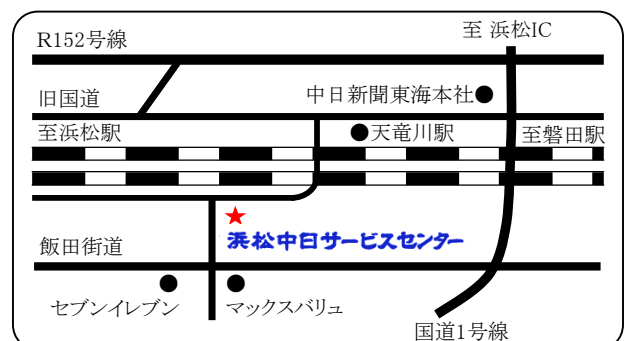 至 浜松IC
R152号線
中日新聞東海本社
旧国道
至浜松駅
天竜川駅
至磐田駅
浜松中日サービスセンター
飯田街道
セブンイレブン
マックスバリュ
国道1号線